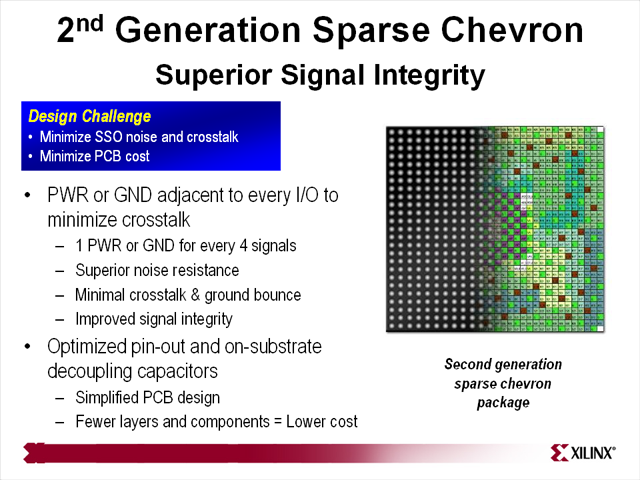 2nd Generation Sparse Chevron
Superior Signal Integrity
Design Challenge
• Minimize SSO noise and crosstalk
• Minimize PCB cost
• PWR or GND adjacent to every I/O to
minimize crosstalk
– 1 PWR or GND for every 4 signals
– Superior noise resistance
– Minimal crosstalk & ground bounce
– Improved signal integrity
• Optimized pin-out and on-substrate
decoupling capacitors
– Simplified PCB design
– Fewer layers and components = Lower cost
Second generation
sparse chevron
package
XILINX®